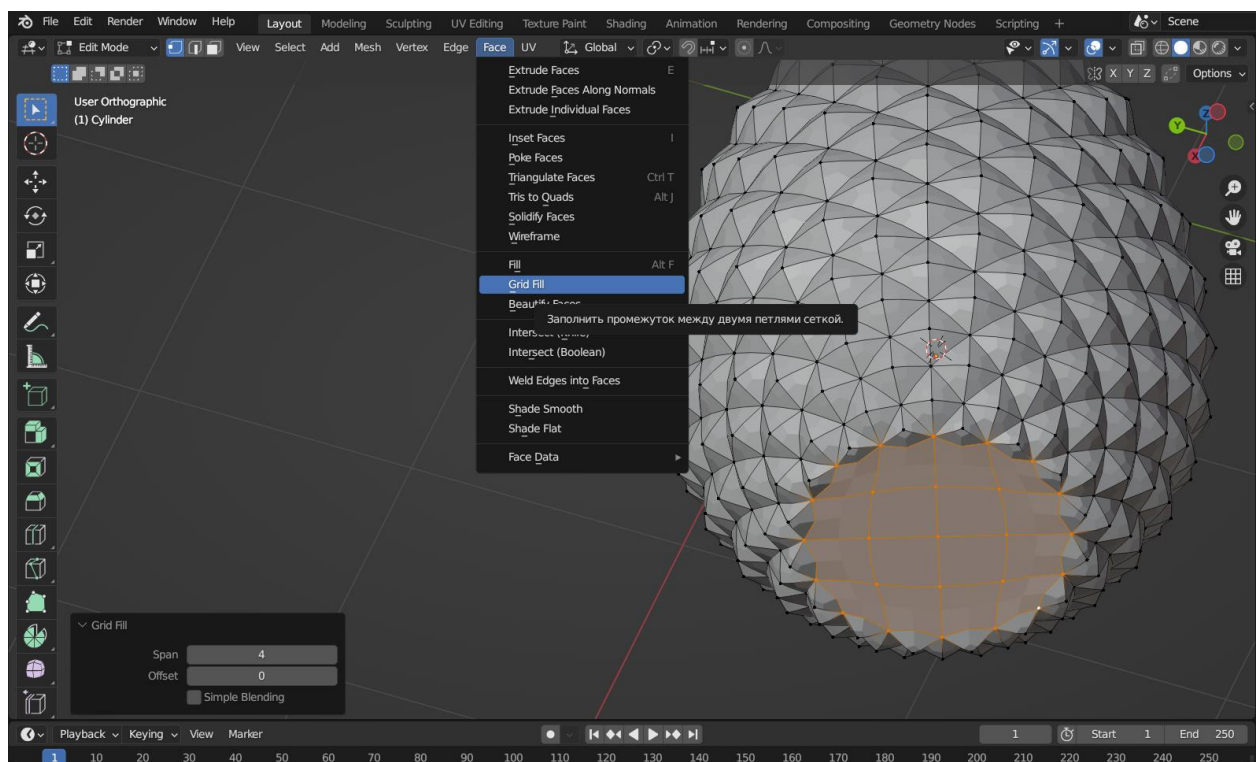 File Edit Render Window Help Layout Modeling Sculpting UV Editing Texture Paint Shading Animation Rendering Compositing Geometry Nodes Scripting + Scene
Edit Mode View Select Add Mesh Vertex Edge Face UV Global
X Y Z Options
User Orthographic
(1) Cylinder
Extrude Faces E
Extrude Faces Along Normals
Extrude Individual Faces
Inset Faces I
Poke Faces
Triangulate Faces Ctrl T
Tris to Quads Alt J
Solidify Faces
Wireframe
Fill Alt F
Grid Fill
Beautify Faces
Заполнить промежуток между двумя петлями сеткой.
Intersect (Knife)
Intersect (Boolean)
Weld Edges into Faces
Shade Smooth
Shade Flat
Face Data
Z
Y
X
Grid Fill
Span 4
Offset 0
Simple Blending
Playback Keying View Marker 1 Start 1 End 250
1 10 20 30 40 50 60 70 80 90 100 110 120 130 140 150 160 170 180 190 200 210 220 230 240 250